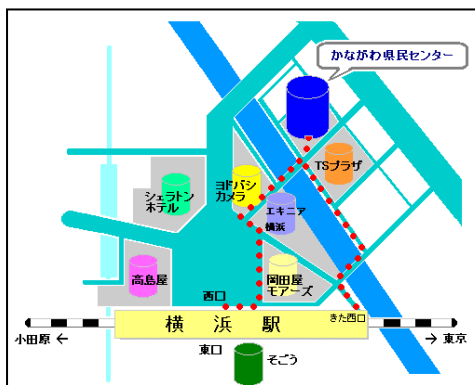 かながわ県民センター
TSプラザ
ヨドバシ
カメラ
シェラトン
ホテル
エキニア
横浜
高島屋
岡田屋
モアーズ
西口
きた西口
横浜駅
小田原 ←
→ 東京
東口
そごう